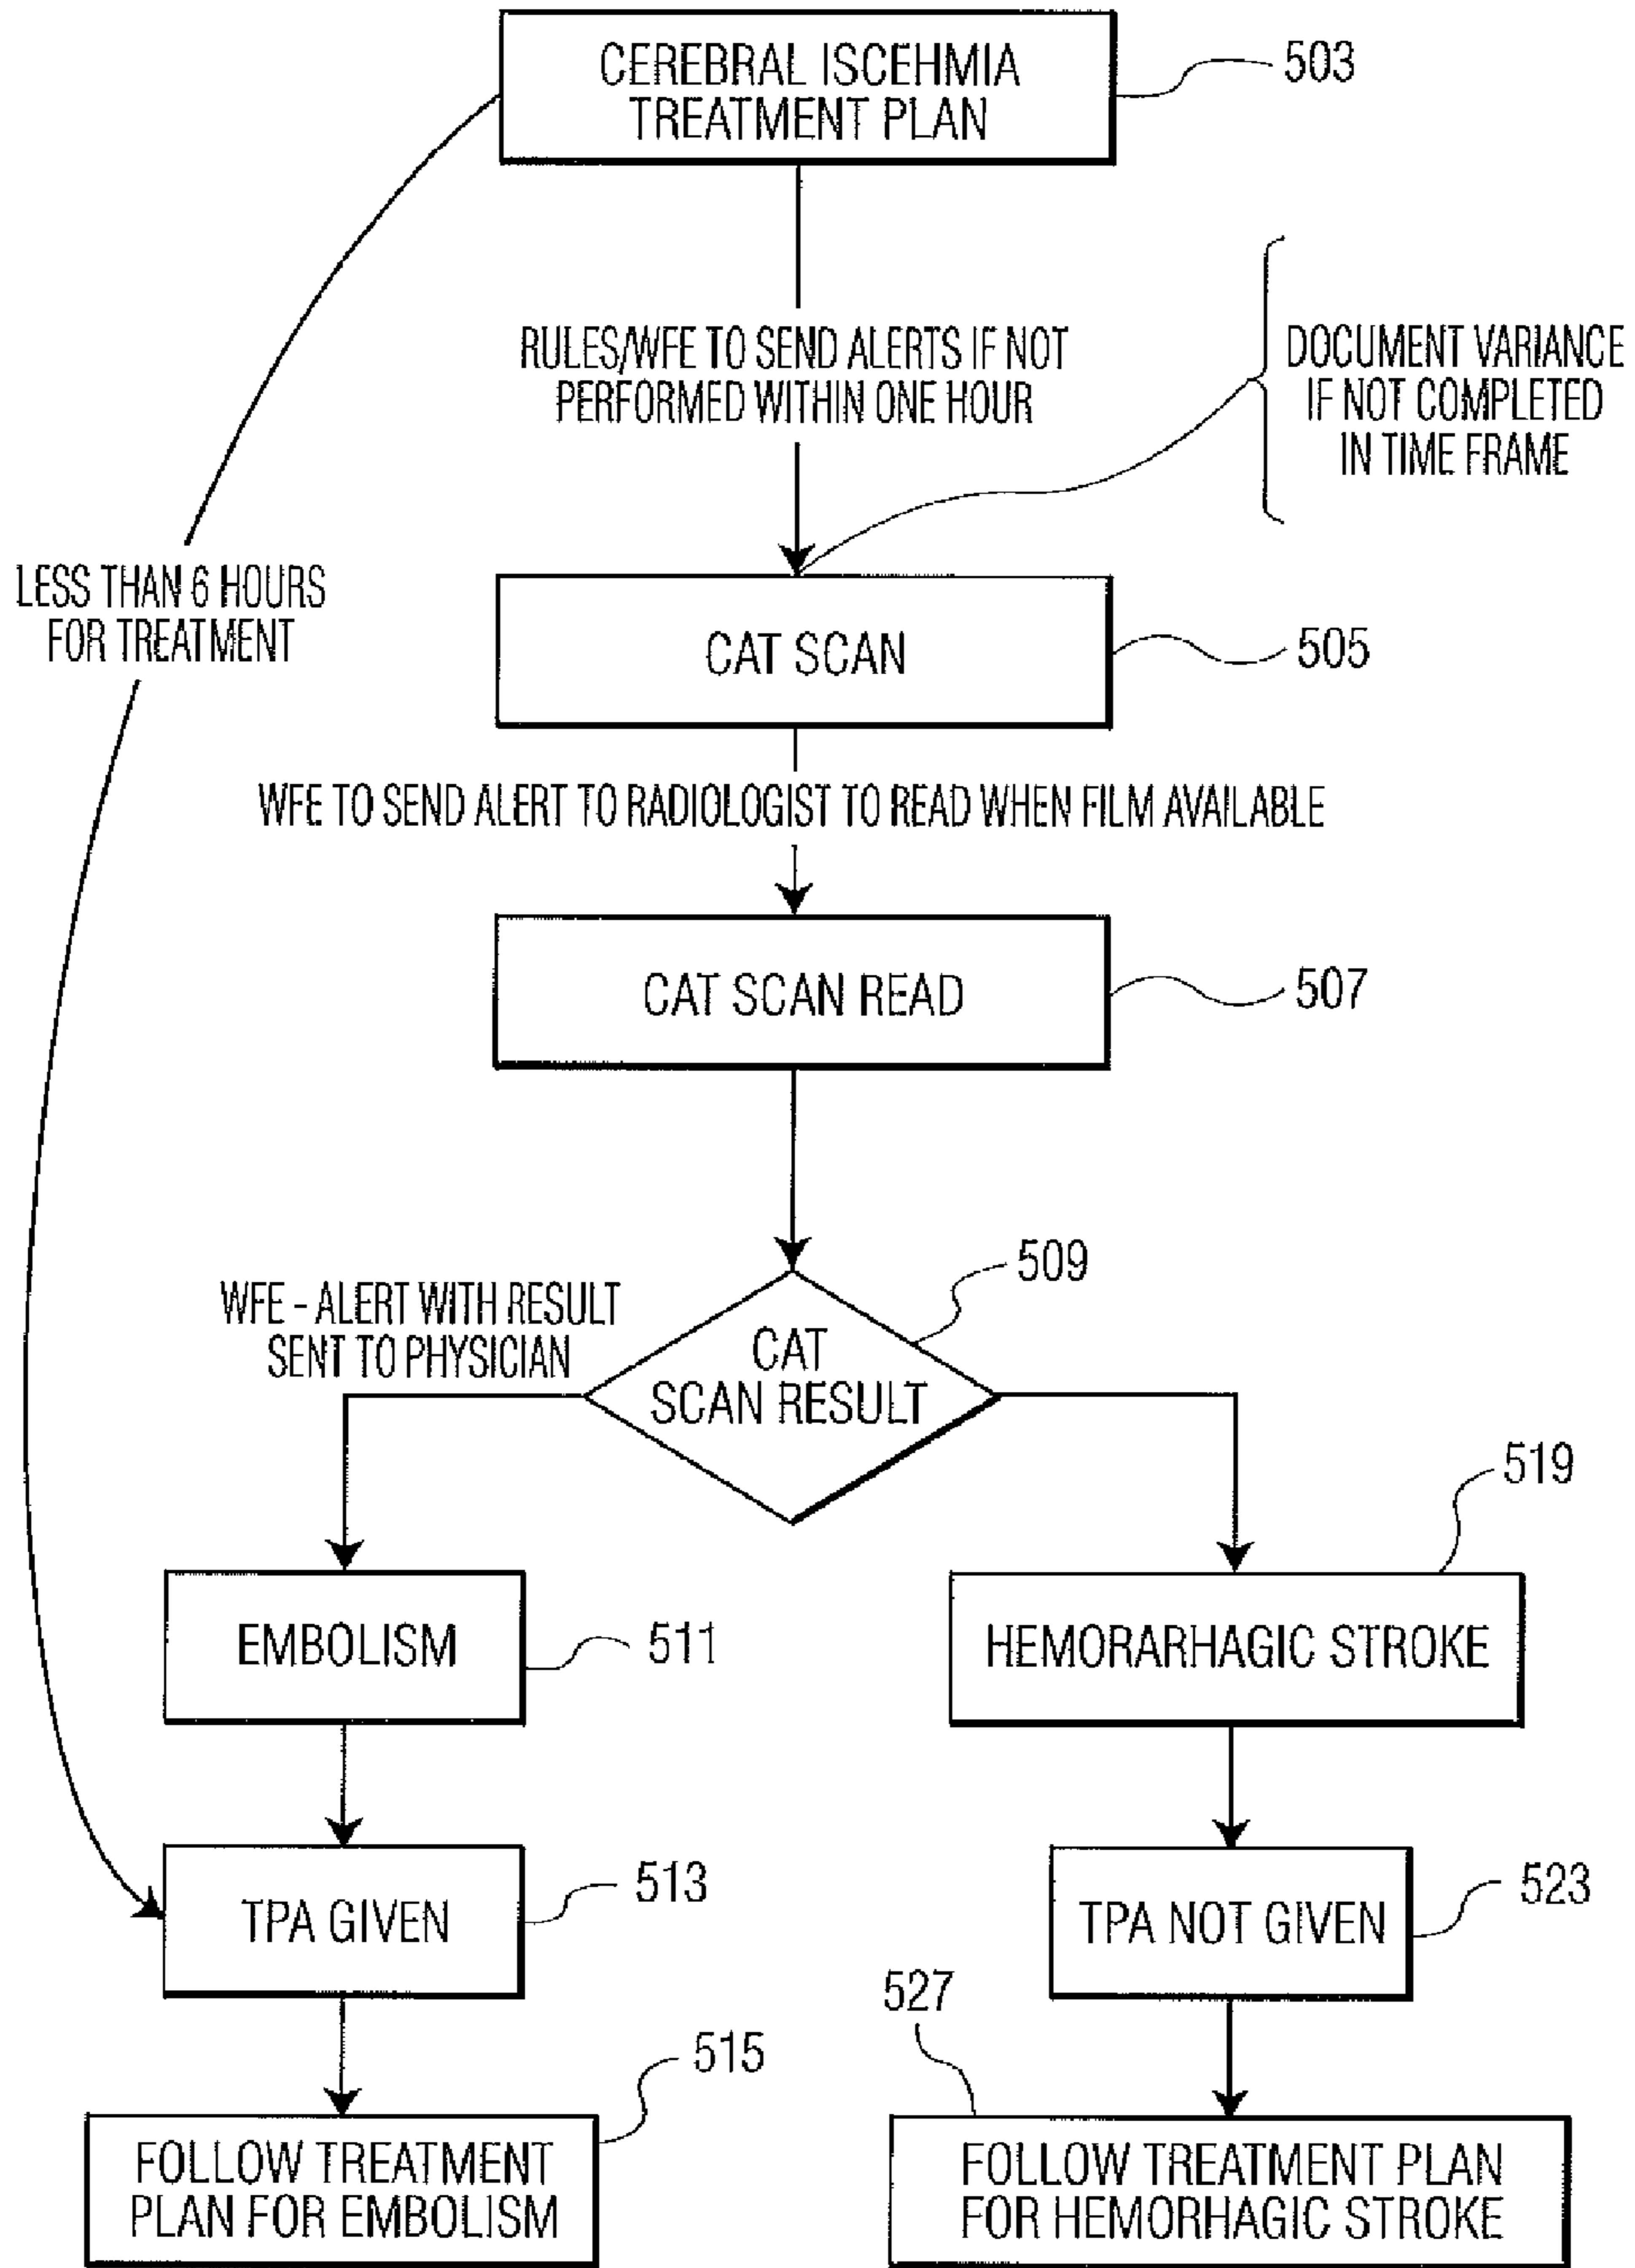 CEREBRAL ISCEHMIA
TREATMENT PLAN
503
RULES/WFE TO SEND ALERTS IF NOT
PERFORMED WITHIN ONE HOUR
DOCUMENT VARIANCE
IF NOT COMPLETED
IN TIME FRAME
LESS THAN 6 HOURS
FOR TREATMENT
CAT SCAN
505
WFE TO SEND ALERT TO RADIOLOGIST TO READ WHEN FILM AVAILABLE
CAT SCAN READ
507
509
WFE - ALERT WITH RESULT
SENT TO PHYSICIAN
CAT
SCAN RESULT
519
EMBOLISM
511
HEMORARHAGIC STROKE
TPA GIVEN
513
TPA NOT GIVEN
523
527
515
FOLLOW TREATMENT
PLAN FOR EMBOLISM
FOLLOW TREATMENT PLAN
FOR HEMORHAGIC STROKE